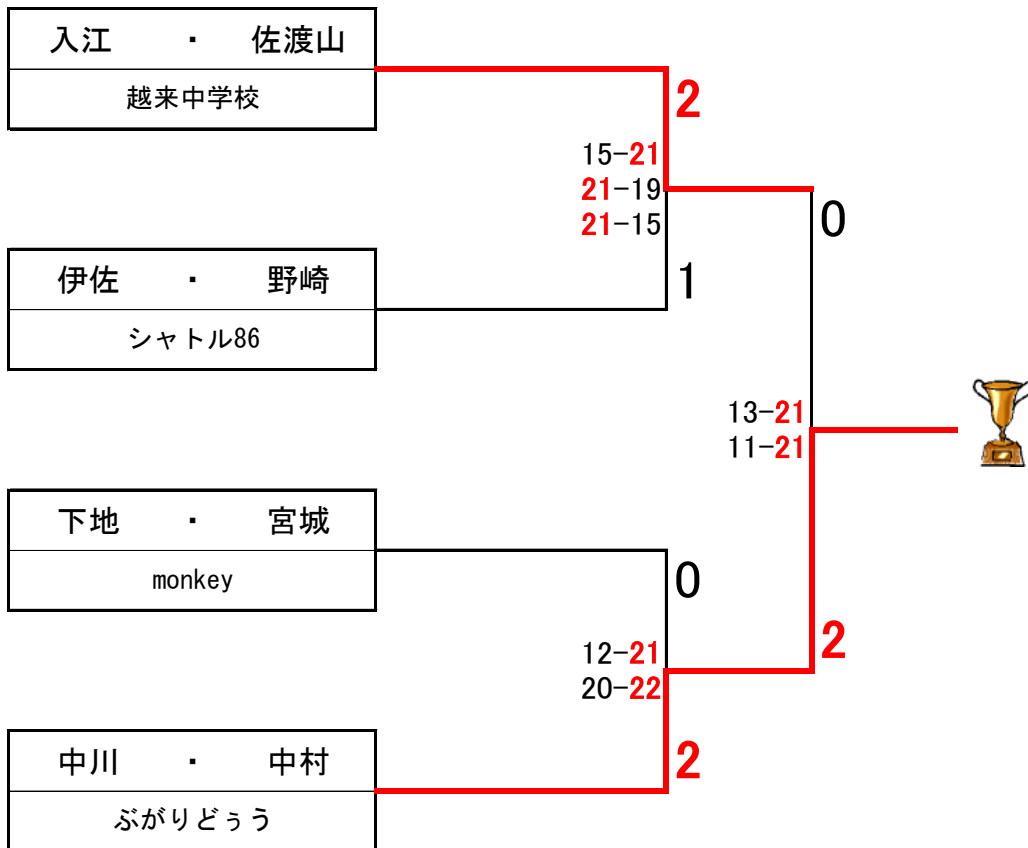 入江 ・ 佐渡山
越来中学校
2
15-21
21-19
21-15
0
伊佐 ・ 野崎
シャトル86
1
13-21
11-21
下地 ・ 宮城
monkey
0
12-21
20-22
2
中川 ・ 中村
ぶがりどぅう
2